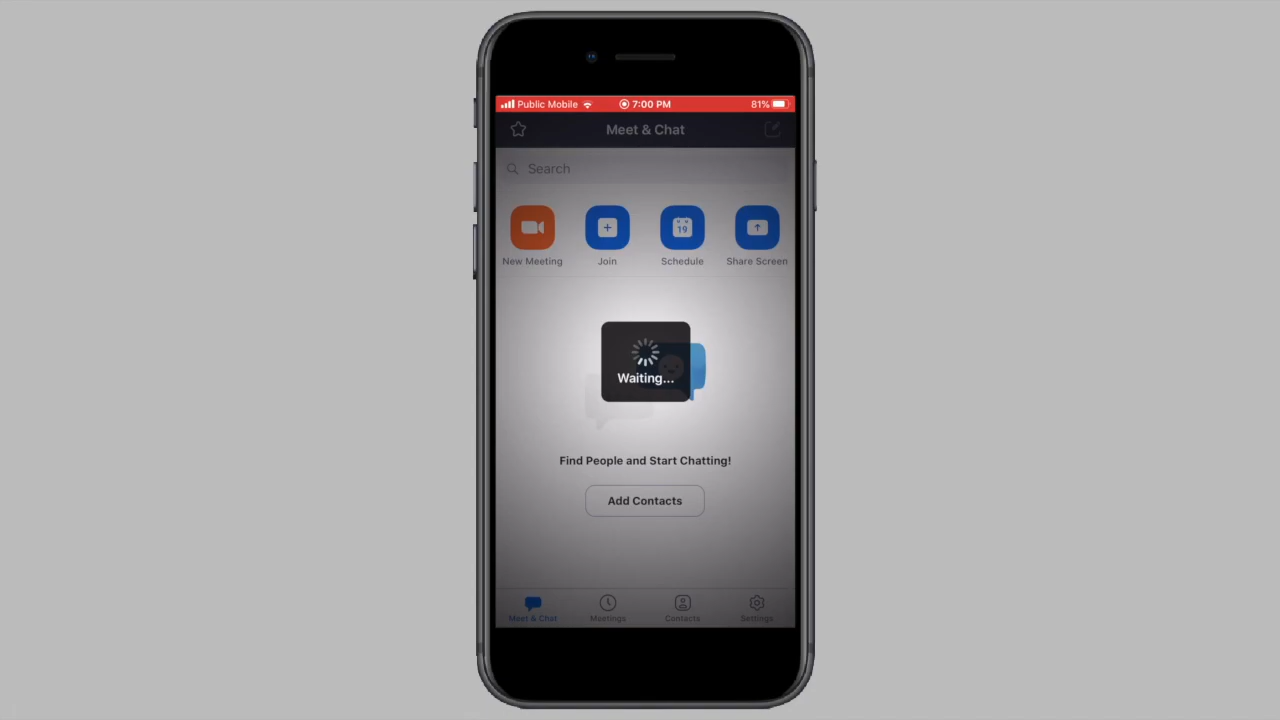 Public Mobile 7:00 PM 81%
Meet & Chat
Search
19
New Meeting Join Schedule Share Screen
Waiting...
Find People and Start Chatting!
Add Contacts
Meet & Chat Meetings Contacts Settings